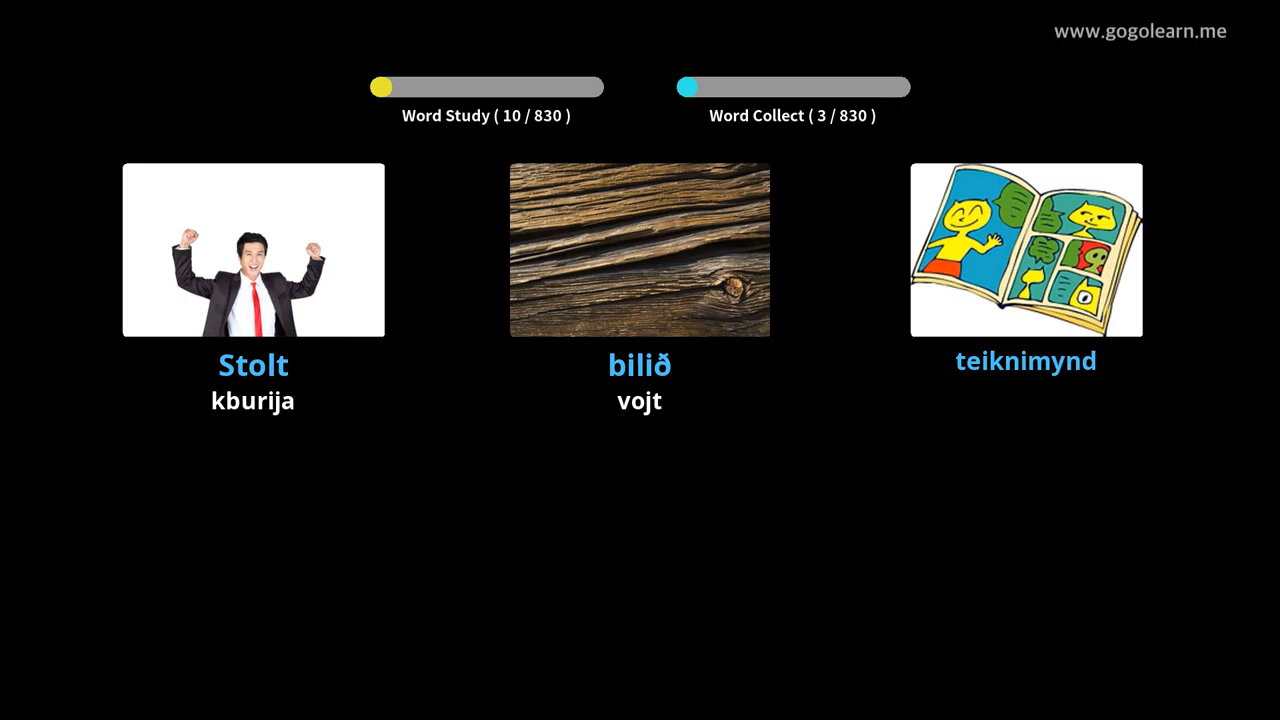 www.gogolearn.me
Word Study ( 10 / 830 )
Word Collect ( 3 / 830 )
Stolt
kburija
bilið
vojt
teiknimynd